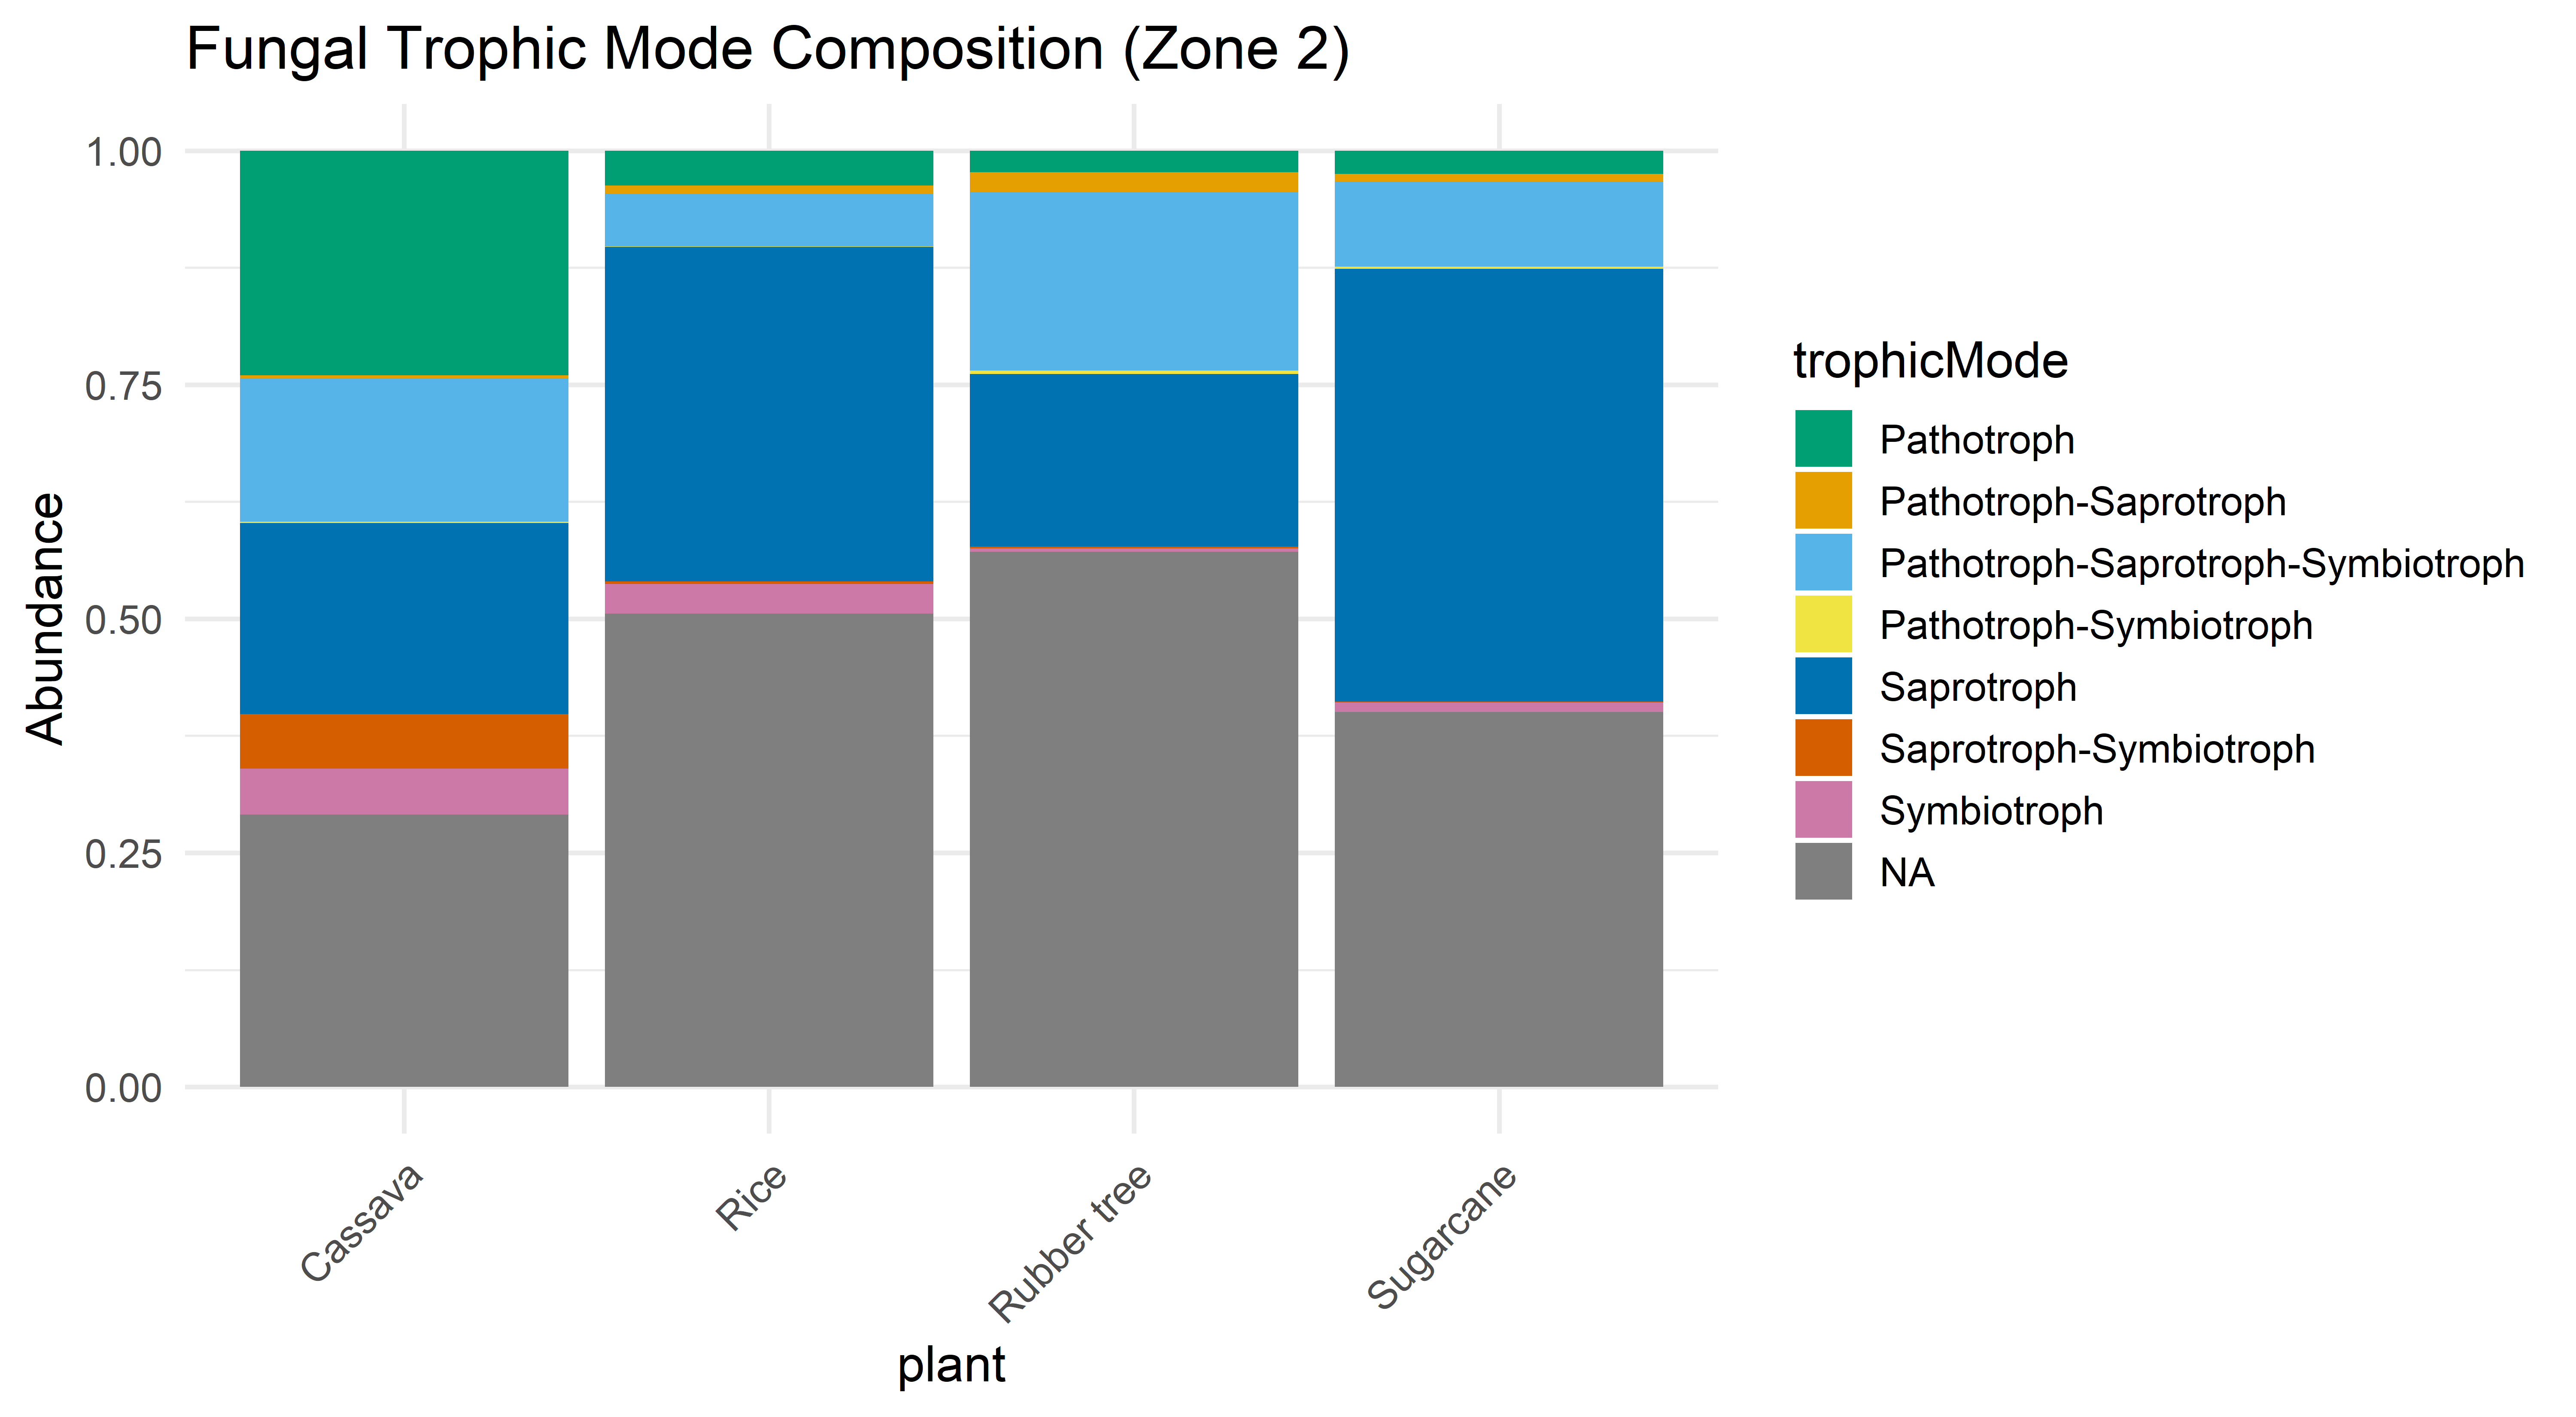 Fungal Trophic Mode Composition (Zone 2)
1.00
0.75
0.50
0.25
0.00
Abundance
Cassava
Rice
Rubber tree
Sugarcane
plant
trophicMode
Pathotroph
Pathotroph-Saprotroph
Pathotroph-Saprotroph-Symbiotroph
Pathotroph-Symbiotroph
Saprotroph
Saprotroph-Symbiotroph
Symbiotroph
NA